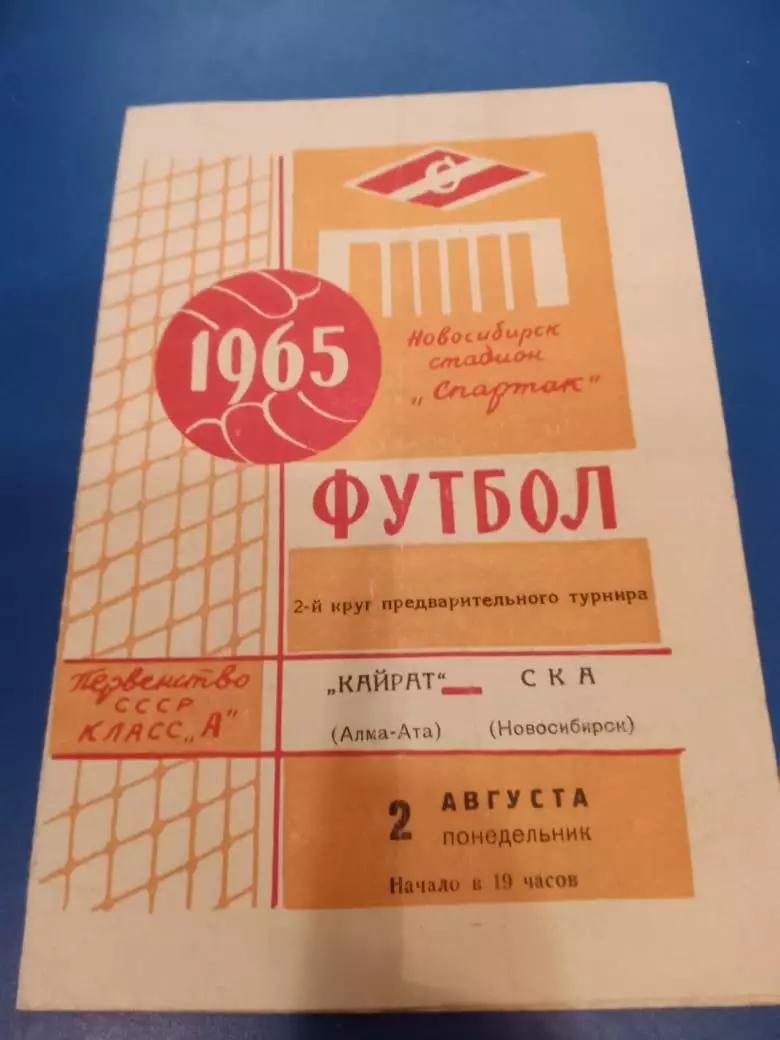 1965
Новосибирск
стадион
„Спартак“
ФУТБОЛ
2-й круг предварительного турнира
Первенство
СССР
КЛАСС „А“
„КАЙРАТ“ — СКА
(Алма-Ата) (Новосибирск)
2 АВГУСТА
понедельник
Начало в 19 часов